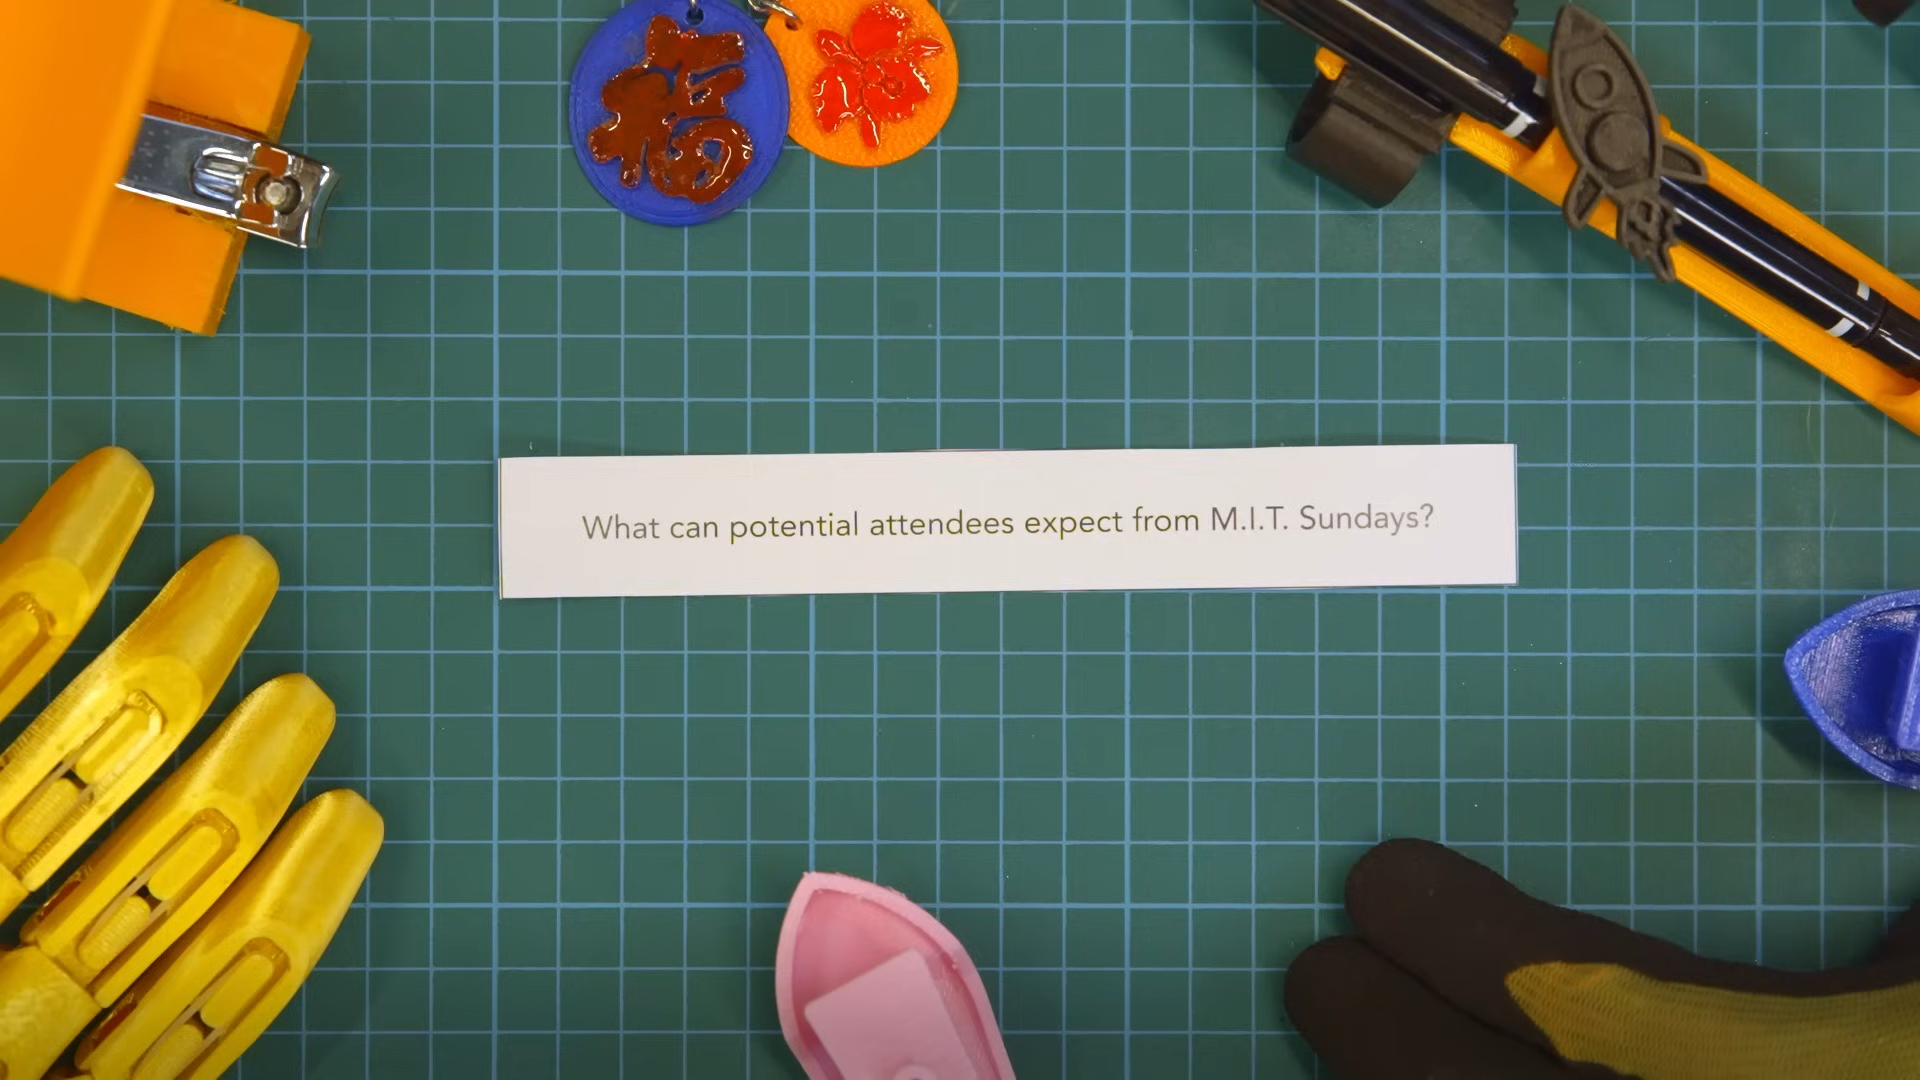 福
What can potential attendees expect from M.I.T. Sundays?